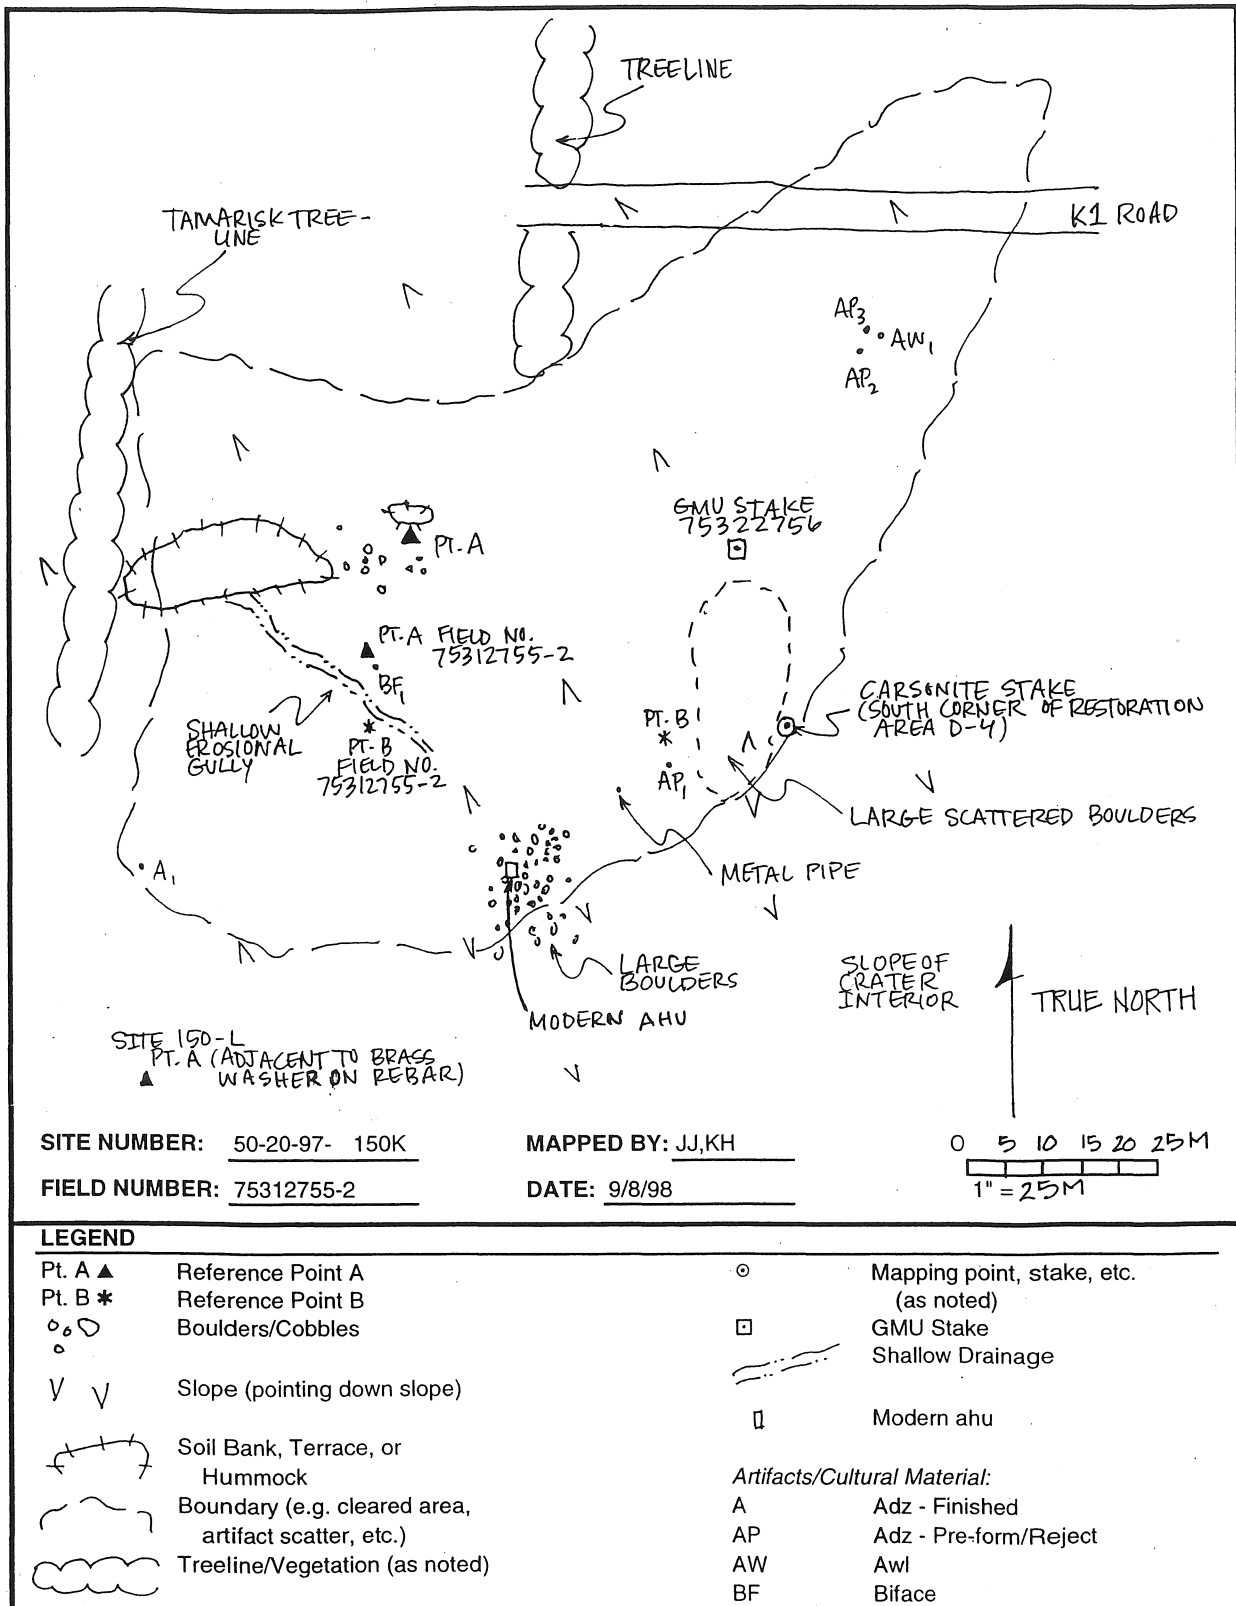 TREELINE
TAMARISK TREE-
LINE
K1 ROAD
AP3
AW1
AP2
GMU STAKE
75322756
PT. A
PT. A FIELD NO.
75312755-2
BF1
SHALLOW
EROSIONAL
GULLY
PT. B
FIELD NO.
75312755-2
PT. B
AP1
CARSONITE STAKE
(SOUTH CORNER OF RESTORATION
AREA D-4)
LARGE SCATTERED BOULDERS
METAL PIPE
A1
LARGE
BOULDERS
MODERN AHU
SLOPE OF
CRATER
INTERIOR
TRUE NORTH
SITE 150-L
PT. A (ADJACENT TO BRASS
WASHER ON REBAR)
SITE NUMBER: 50-20-97- 150K
MAPPED BY: JJ,KH
0 5 10 15 20 25M
1" = 25M
FIELD NUMBER: 75312755-2
DATE: 9/8/98
LEGEND
Pt. A Reference Point A
Pt. B Reference Point B
Boulders/Cobbles
Slope (pointing down slope)
Soil Bank, Terrace, or
Hummock
Boundary (e.g. cleared area,
artifact scatter, etc.)
Treeline/Vegetation (as noted)
Mapping point, stake, etc.
(as noted)
GMU Stake
Shallow Drainage
Modern ahu
Artifacts/Cultural Material:
A Adz - Finished
AP Adz - Pre-form/Reject
AW Awl
BF Biface